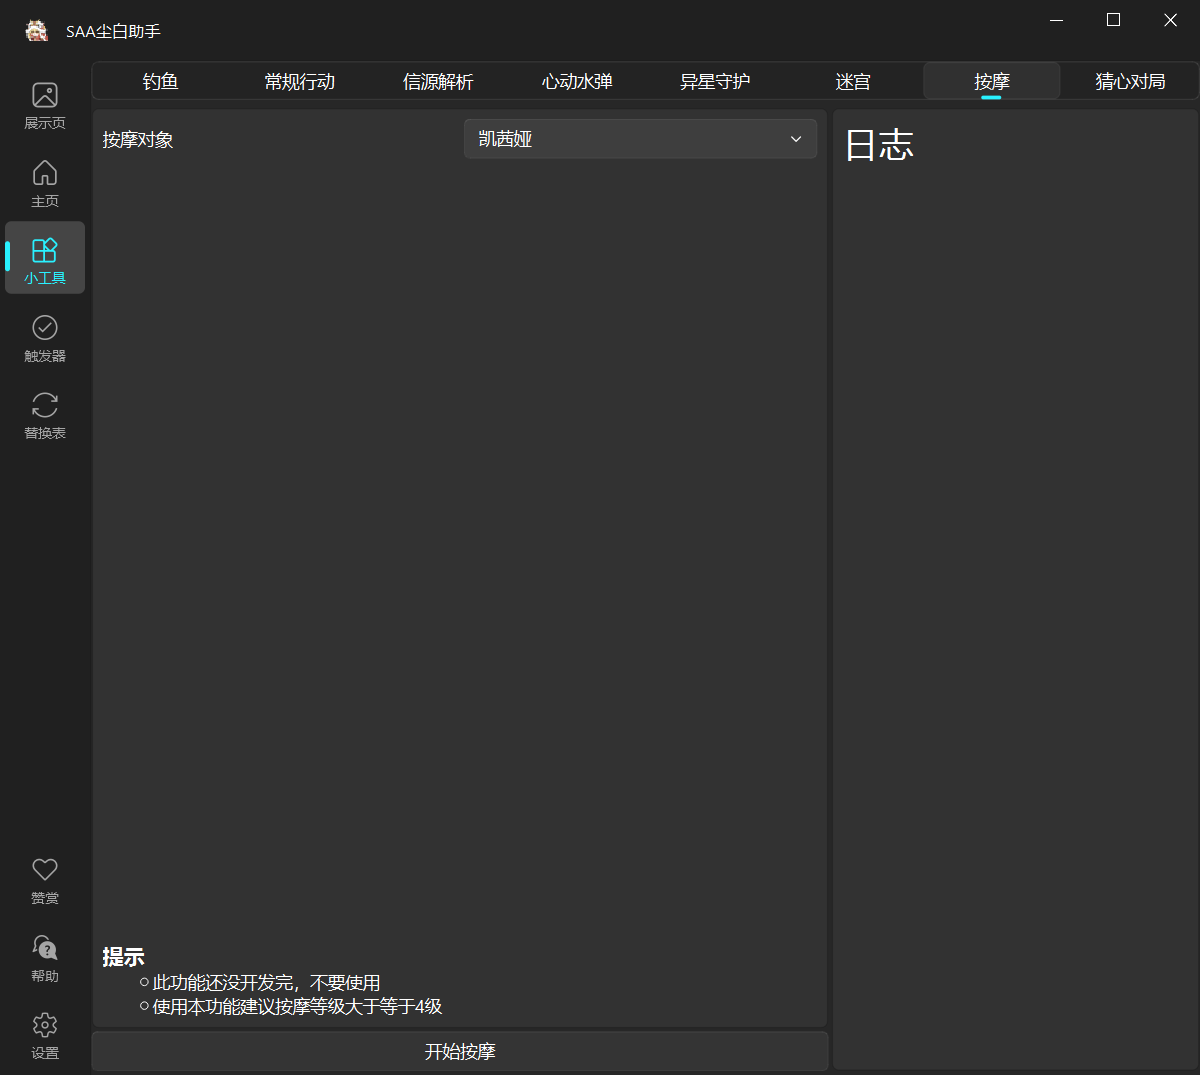 SAA尘白助手
展示页
主页
小工具
触发器
替换表
赞赏
帮助
设置
钓鱼
常规行动
信源解析
心动水弹
异星守护
迷宫
按摩
猜心对局
按摩对象
凯茜娅
日志
提示
此功能还没开发完，不要使用
使用本功能建议按摩等级大于等于4级
开始按摩